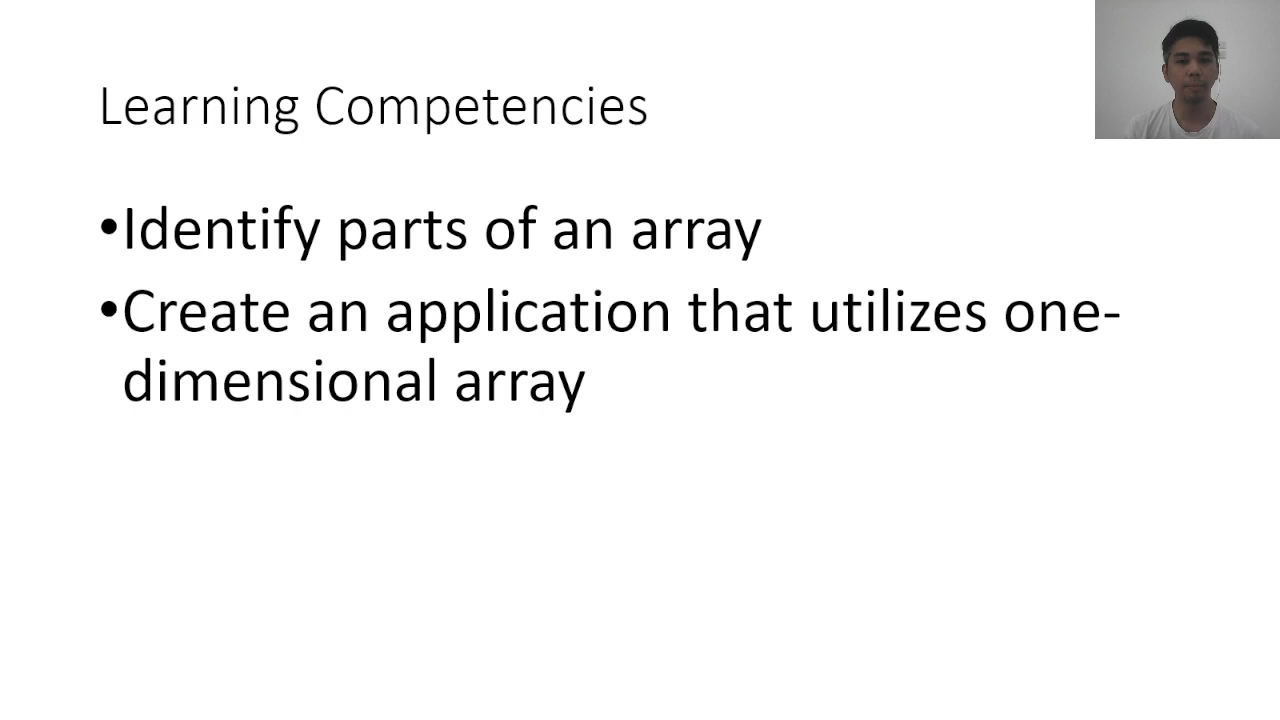 Learning Competencies
•Identify parts of an array
•Create an application that utilizes one-
dimensional array